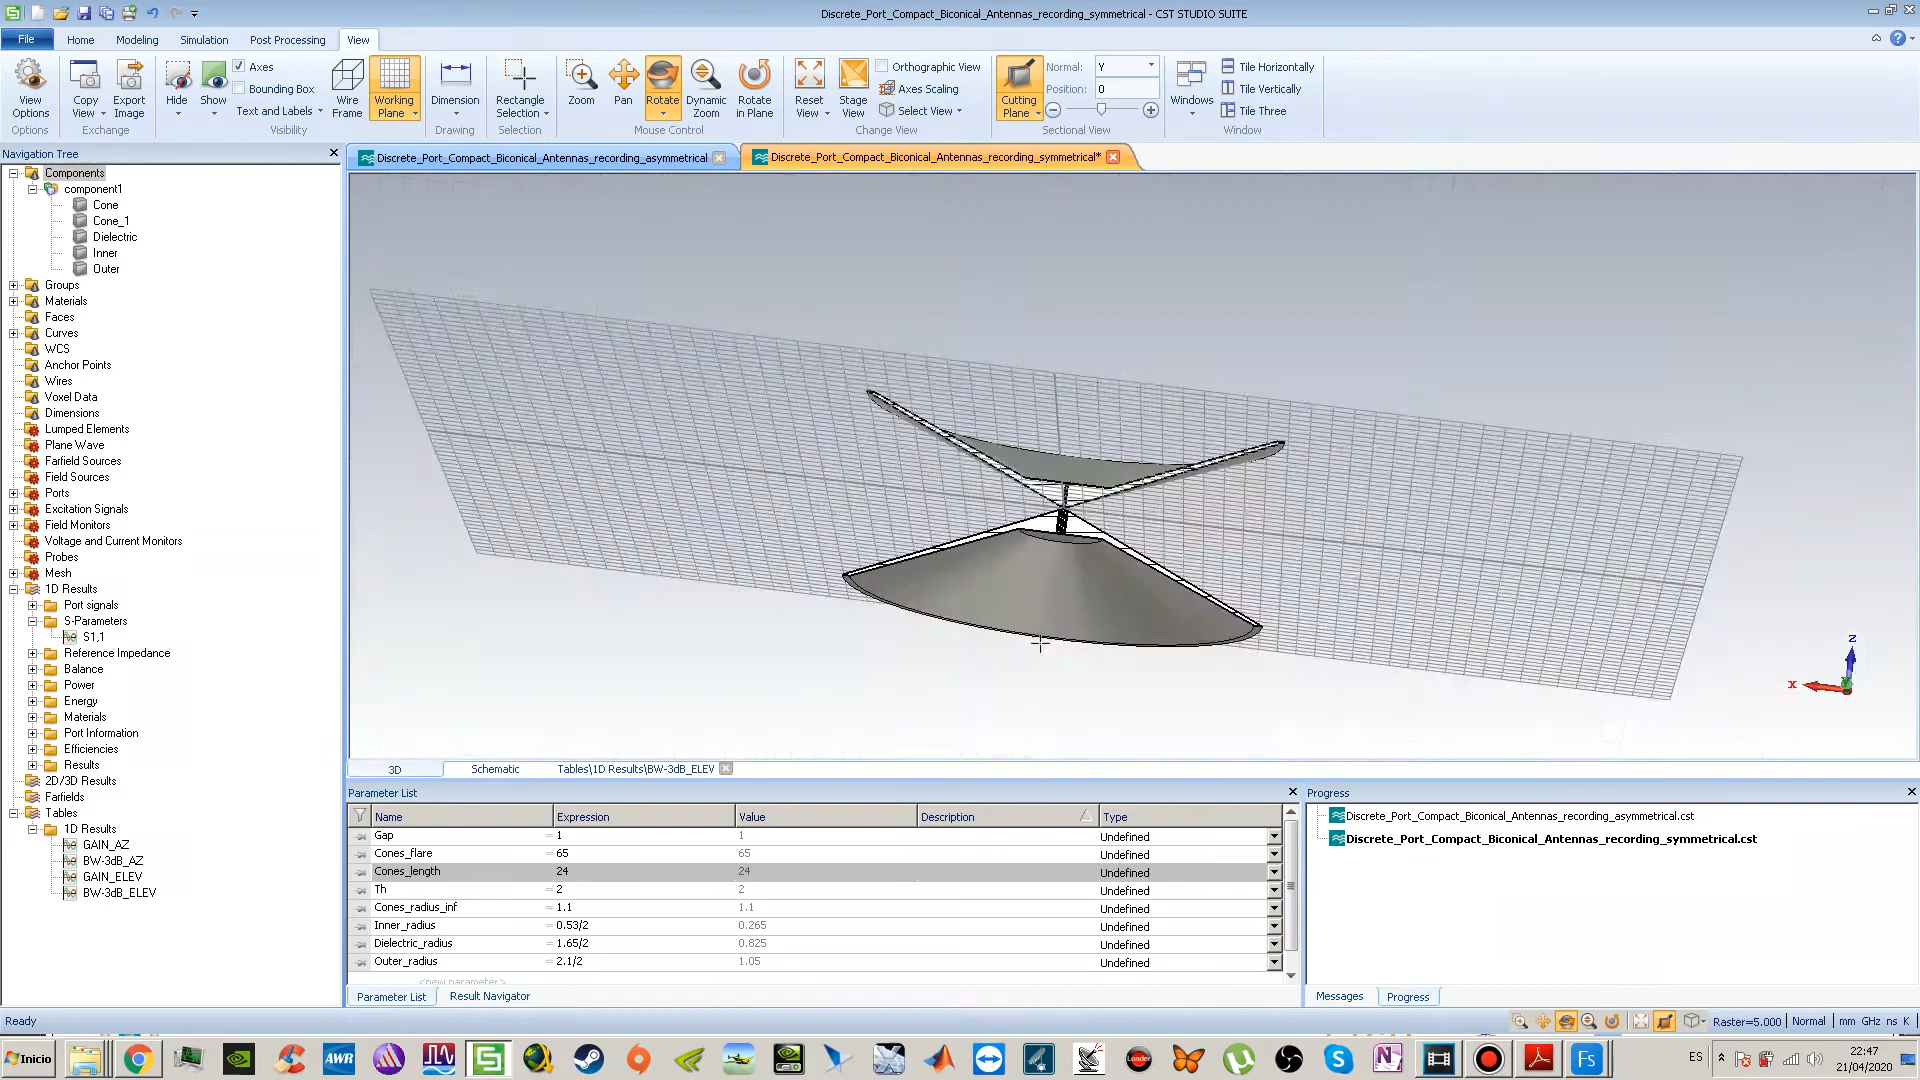 Discrete_Port_Compact_Biconical_Antennas_recording_symmetrical - CST STUDIO SUITE
File Home Modeling Simulation Post Processing View
View Options
Options
Copy View Export Image
Exchange
Hide Show
Axes
Bounding Box
Text and Labels
Visibility
Wire Frame
Working Plane
Dimension
Drawing
Rectangle Selection
Selection
Zoom Pan Rotate Dynamic Zoom Rotate in Plane
Mouse Control
Reset View Stage View
Orthographic View
Axes Scaling
Select View
Change View
Cutting Plane
Normal: Y
Position: 0
Sectional View
Windows
Tile Horizontally
Tile Vertically
Tile Three
Window
Navigation Tree
Components
component1
Cone
Cone_1
Dielectric
Inner
Outer
Groups
Materials
Faces
Curves
WCS
Anchor Points
Wires
Voxel Data
Dimensions
Lumped Elements
Plane Wave
Farfield Sources
Field Sources
Ports
Excitation Signals
Field Monitors
Voltage and Current Monitors
Probes
Mesh
1D Results
Port signals
S-Parameters
S1,1
Reference Impedance
Balance
Power
Energy
Materials
Port Information
Efficiencies
Results
2D/3D Results
Farfields
Tables
1D Results
GAIN_AZ
BW-3dB_AZ
GAIN_ELEV
BW-3dB_ELEV
Discrete_Port_Compact_Biconical_Antennas_recording_asymmetrical
Discrete_Port_Compact_Biconical_Antennas_recording_symmetrical*
z
x
3D Schematic Tables\1D Results\BW-3dB_ELEV
Parameter List
Name Expression Value Description Type
Gap = 1 1 Undefined
Cones_flare = 65 65 Undefined
Cones_length 24 24 Undefined
Th = 2 2 Undefined
Cones_radius_inf = 1.1 1.1 Undefined
Inner_radius = 0.53/2 0.265 Undefined
Dielectric_radius = 1.65/2 0.825 Undefined
Outer_radius = 2.1/2 1.05 Undefined
<new parameter>
Parameter List Result Navigator
Progress
Discrete_Port_Compact_Biconical_Antennas_recording_asymmetrical.cst
Discrete_Port_Compact_Biconical_Antennas_recording_symmetrical.cst
Messages Progress
Ready
Raster=5.000 Normal mm GHz ns K
Inicio
AWR
Loader
Fs
ES
22:47
21/04/2020